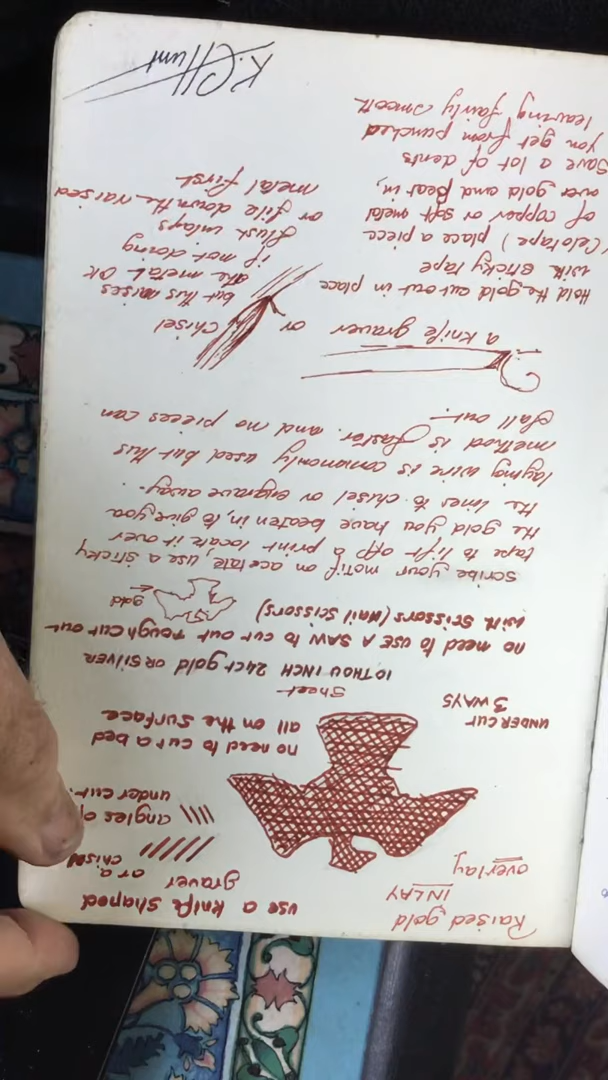 Raised gold
INLAY
overlay
use a knife shaped
graver
or a chisel
angles of
under cut.
UNDER CUT
3 WAYS
no need to cut a bed
all on the surface
Sheet
10 THOU INCH 24ct gold OR SILVER
no need to USE A SAW to cut out rough cut out
with scissors (Nail scissors)
gold
scribe your motif on acetate, use a sticky
tape to lift off & print locate it over
the gold you have beaten in, to give you
the lines to chisel or engrave away.
laying wire is commonly used but this
method is faster and no pieces can
fall out.
a knife graver or chisel
Hold the gold cut out in place
with sticky tape
(Celotape) place a piece
of copper or soft metal
over gold and beat in,
save a lot of dents
you get from punched
leaving fairly smooth
but this raises
the metal OK
if not doing
flush inlays
or file down the raised
metal first
K.C Hunt